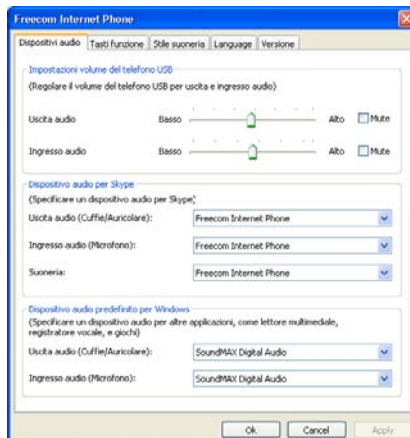 Freecom Internet Phone
Dispositivi audio Tasti funzione Stile suoneria Language Versione
Impostazioni volume del telefono USB
(Regolare il volume del telefono USB per uscita e ingresso audio)
Uscita audio Basso Alto Mute
Ingresso audio Basso Alto Mute
Dispositivo audio per Skype
(Specificare un dispositivo audio per Skype)
Uscita audio (Cuffie/Auricolare): Freecom Internet Phone
Ingresso audio (Microfono): Freecom Internet Phone
Suoneria: Freecom Internet Phone
Dispositivo audio predefinito per Windows
(Specificare un dispositivo audio per altre applicazioni, come lettore multimediale,
registratore vocale, e giochi)
Uscita audio (Cuffie/Auricolare): SoundMAX Digital Audio
Ingresso audio (Microfono): SoundMAX Digital Audio
Ok Cancel Apply